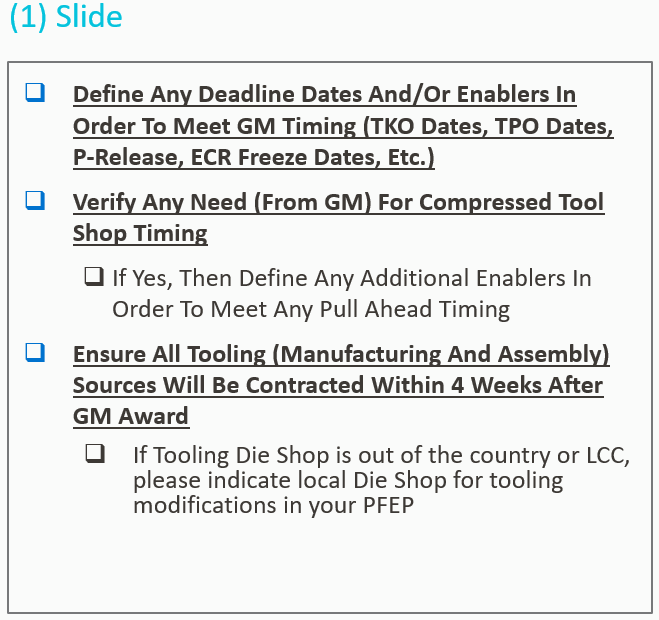 (1) Slide
Define Any Deadline Dates And/Or Enablers In
Order To Meet GM Timing (TKO Dates, TPO Dates,
P-Release, ECR Freeze Dates, Etc.)
Verify Any Need (From GM) For Compressed Tool
Shop Timing
If Yes, Then Define Any Additional Enablers In
Order To Meet Any Pull Ahead Timing
Ensure All Tooling (Manufacturing And Assembly)
Sources Will Be Contracted Within 4 Weeks After
GM Award
If Tooling Die Shop is out of the country or LCC,
please indicate local Die Shop for tooling
modifications in your PFEP